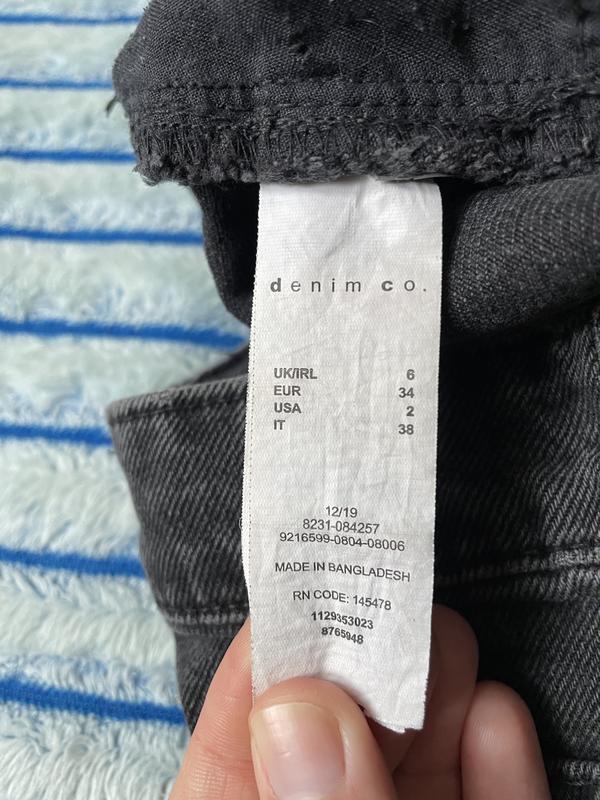 denim co.
UK/IRL 6
EUR 34
USA 2
IT 38
12/19
8231-084257
9216599-0804-08006
MADE IN BANGLADESH
RN CODE: 145478
1129353023
8765948